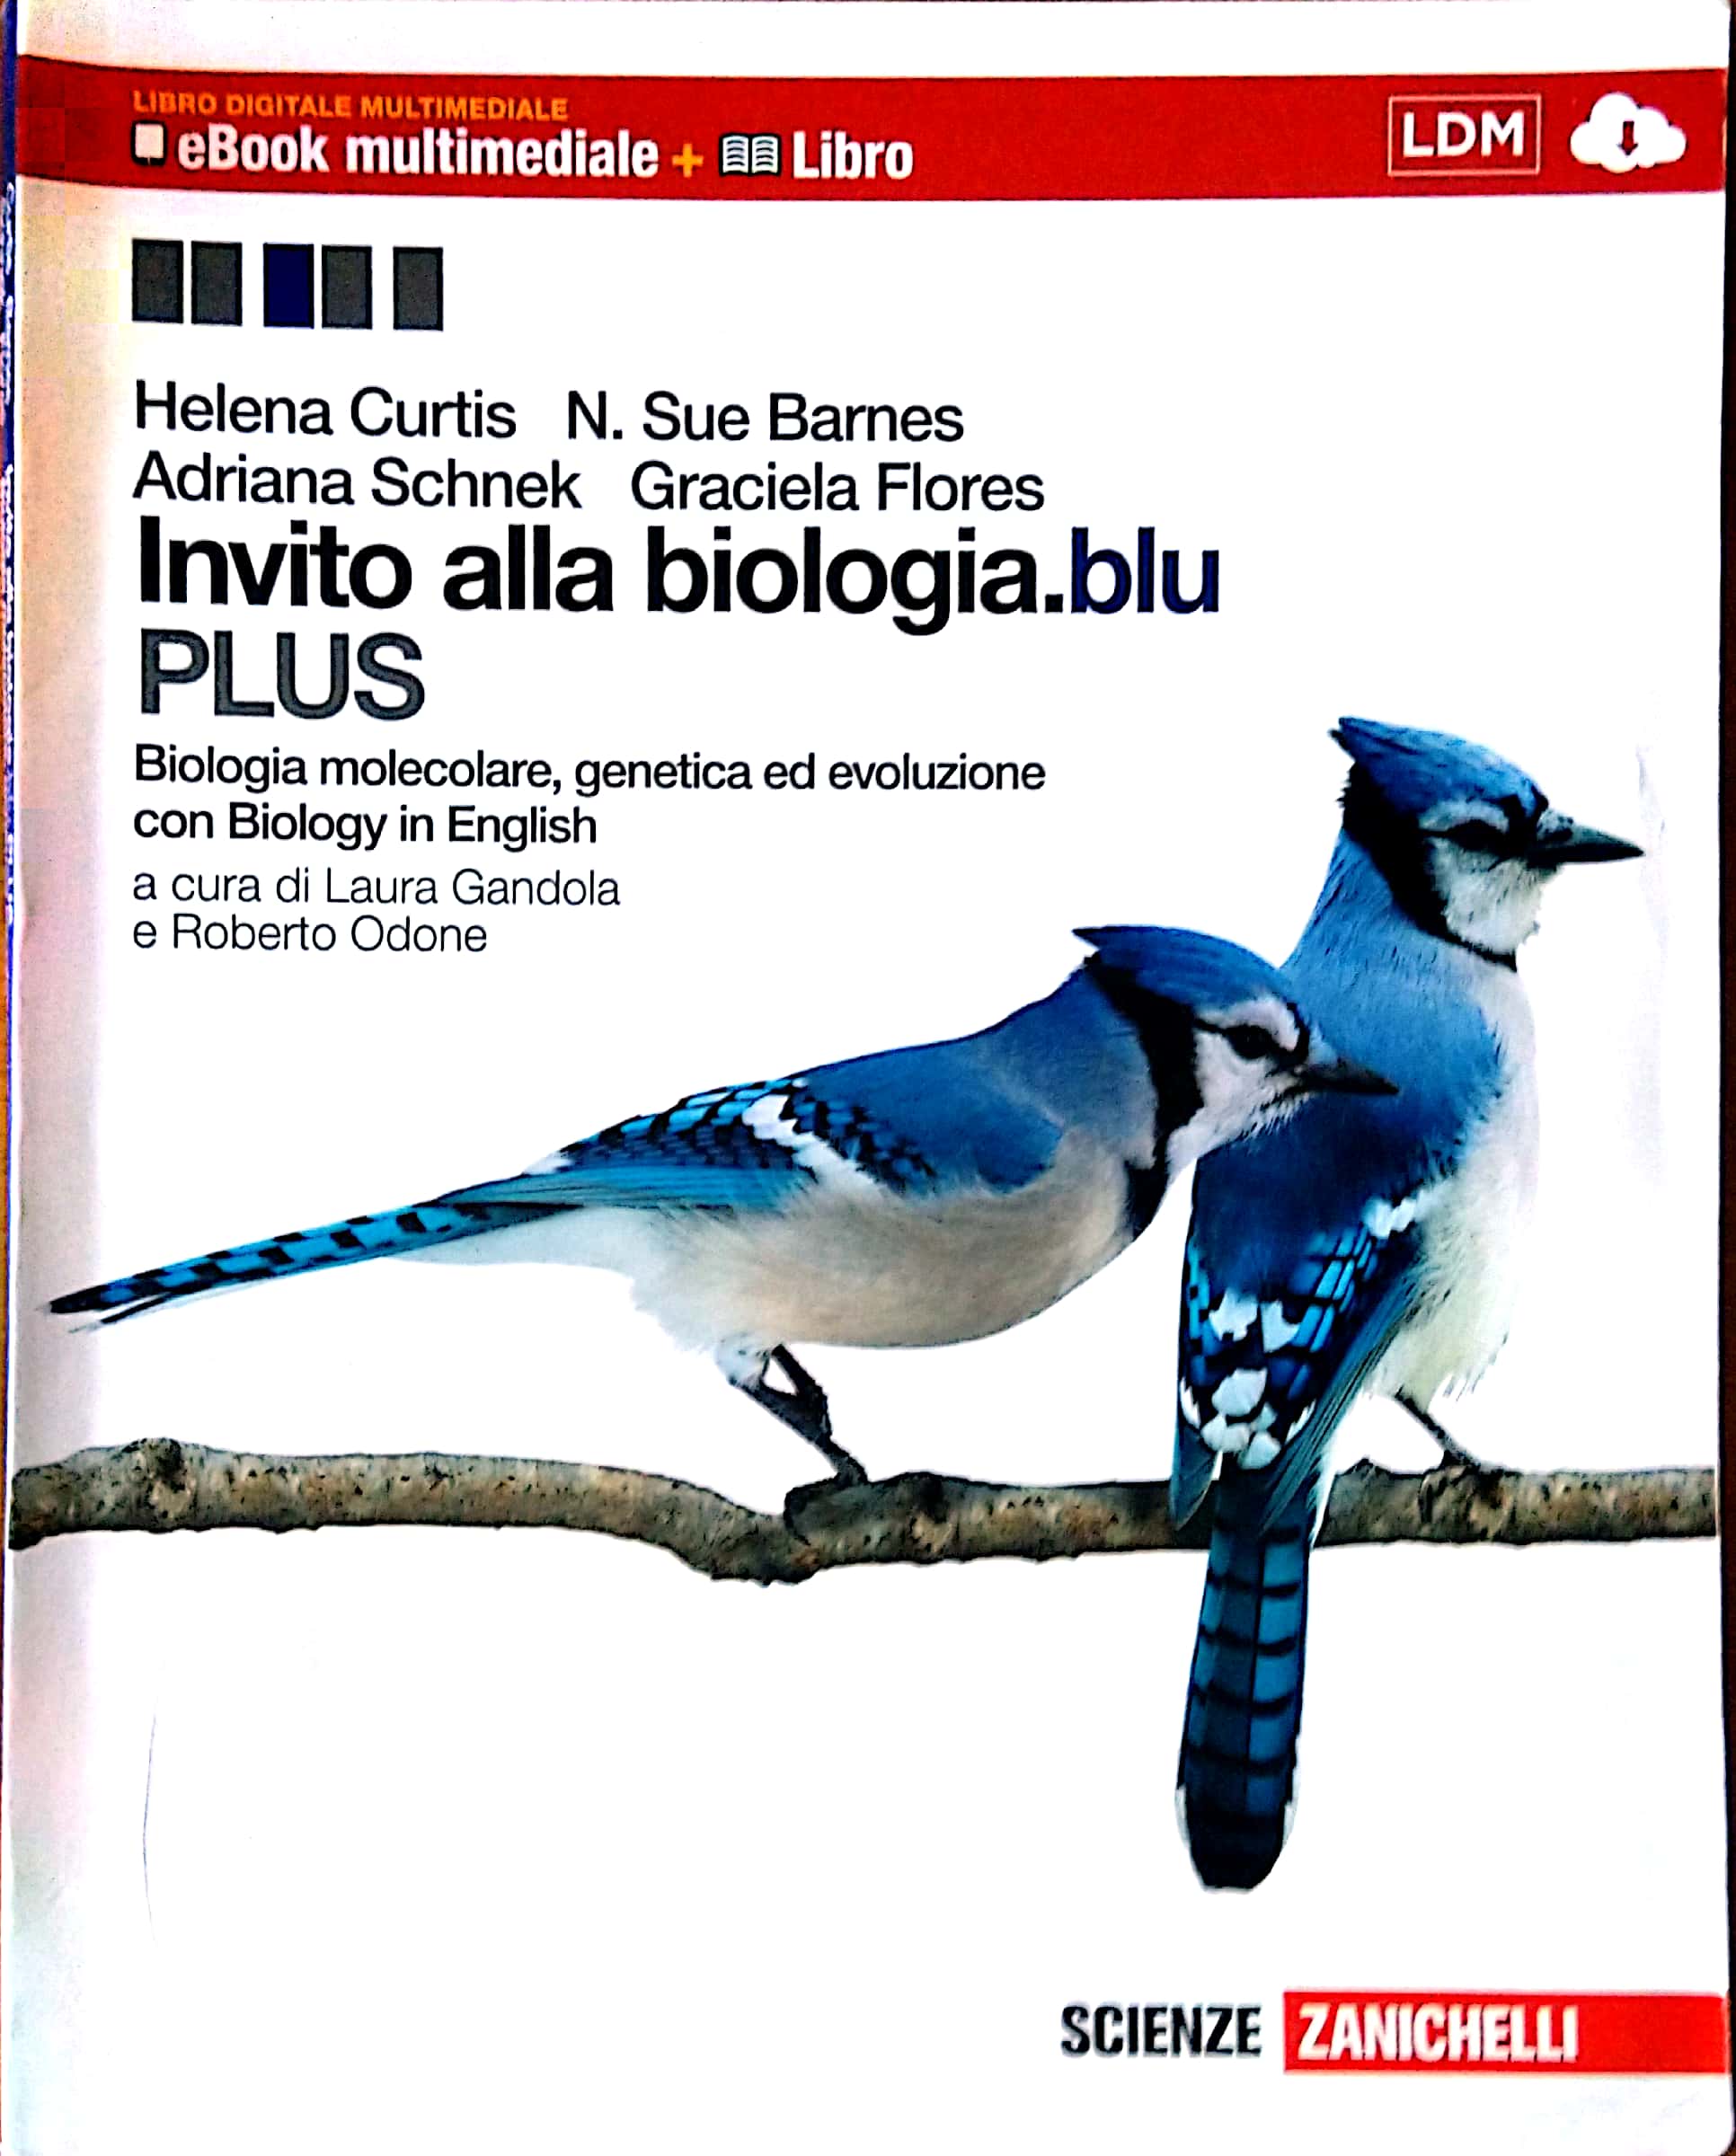 LIBRO DIGITALE MULTIMEDIALE
eBook multimediale + Libro
LDM
Helena Curtis N. Sue Barnes
Adriana Schnek Graciela Flores
Invito alla biologia.blu
PLUS
Biologia molecolare, genetica ed evoluzione
con Biology in English
a cura di Laura Gandola
e Roberto Odone
SCIENZE ZANICHELLI